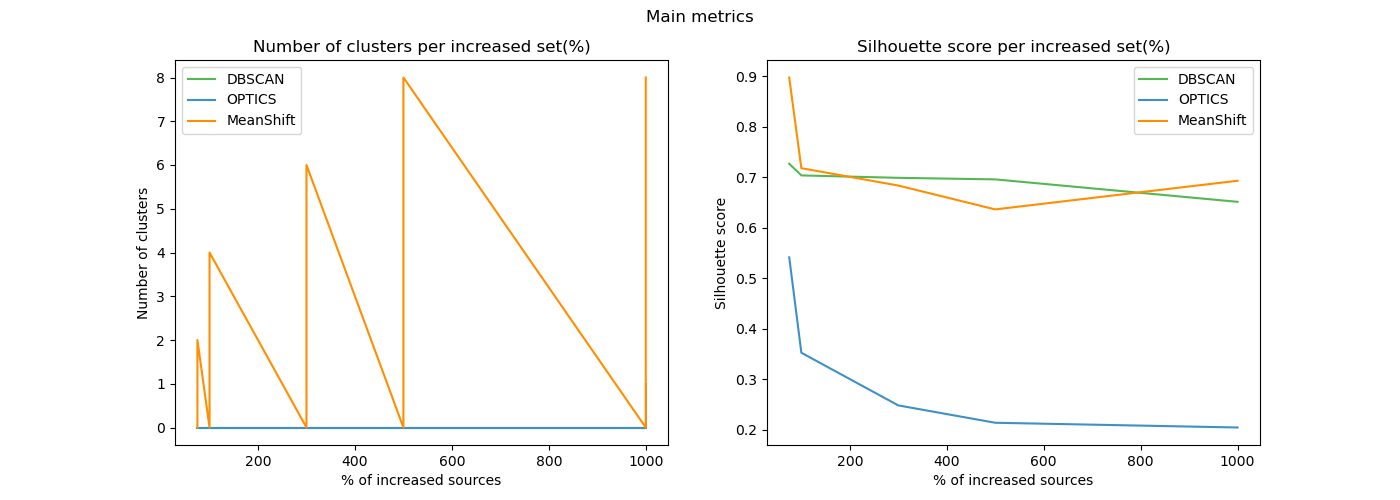 Main metrics
Number of clusters per increased set(%)
8
7
6
5
4
3
2
1
0
Number of clusters
DBSCAN
OPTICS
MeanShift
200
400
600
800
1000
% of increased sources
Silhouette score per increased set(%)
0.9
0.8
0.7
0.6
0.5
0.4
0.3
0.2
Silhouette score
DBSCAN
OPTICS
MeanShift
200
400
600
800
1000
% of increased sources